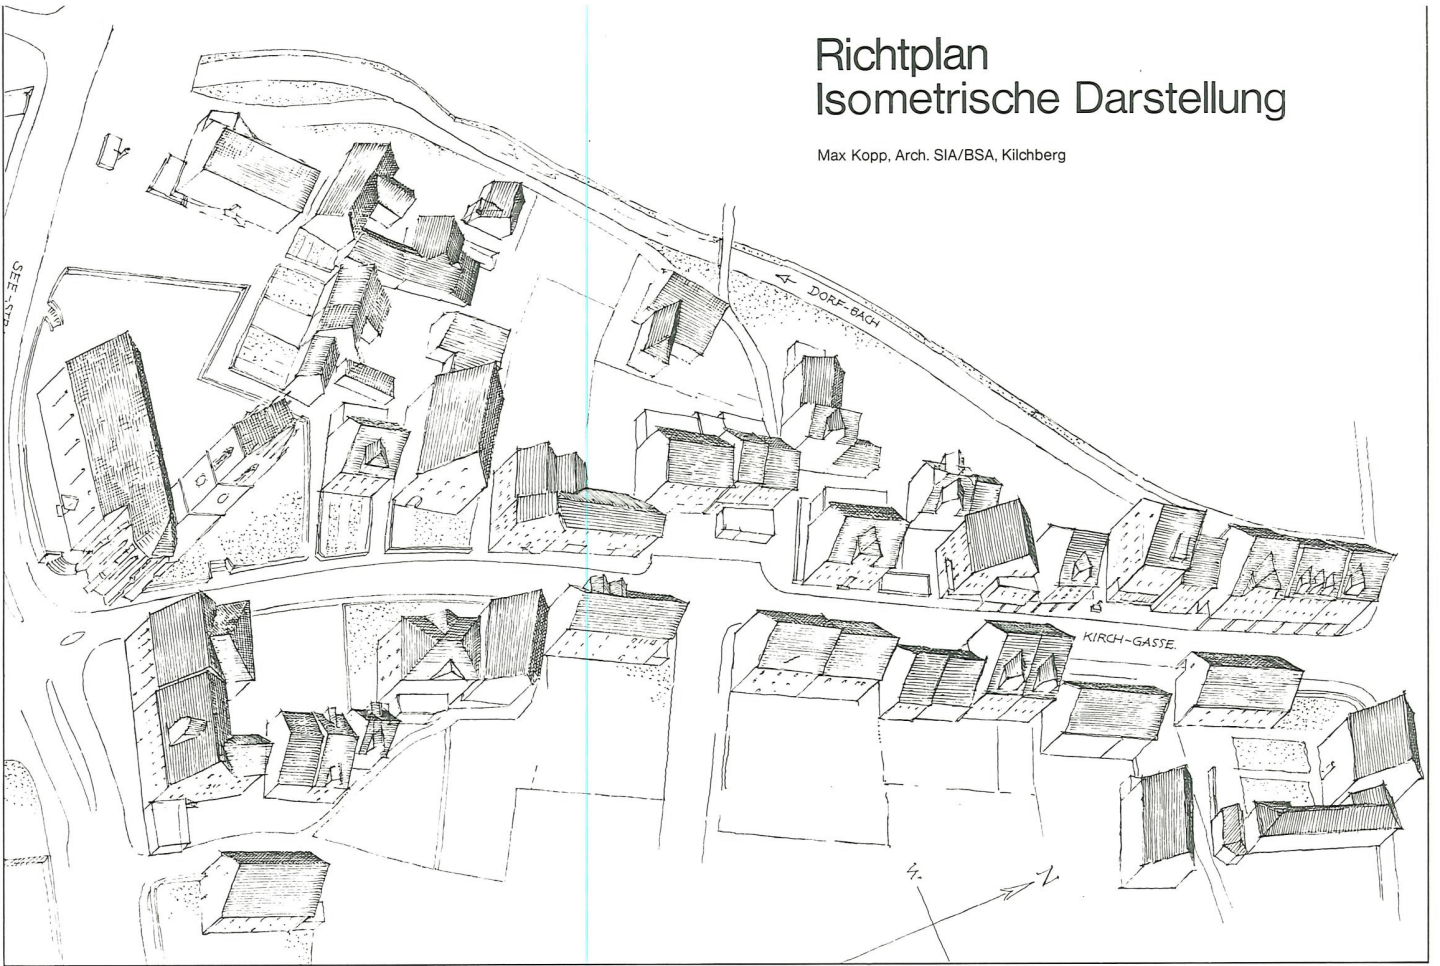 Richtplan
Isometrische Darstellung
Max Kopp, Arch. SIA/BSA, Kilchberg
SEE-STR.
DORF-BACH
KIRCH-GASSE.
N